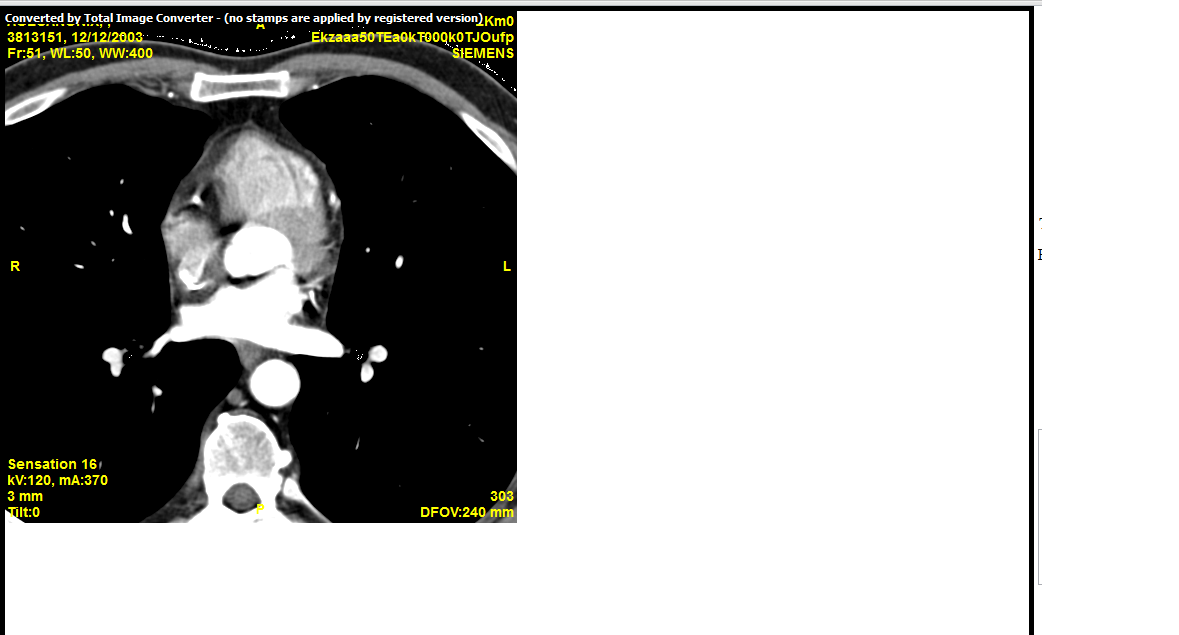 Converted by Total Image Converter - (no stamps are applied by registered version)
A
3813151, 12/12/2003
Ekzaaa50TEa0kT000k0TJOufp
Fr:51, WL:50, WW:400
SIEMENS
R
L
Sensation 16
kV:120, mA:370
3 mm
303
Tilt:0
P
DFOV:240 mm